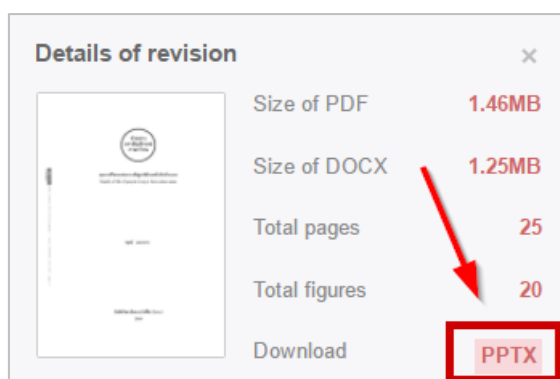 Details of revision ×
Size of PDF 1.46MB
Size of DOCX 1.25MB
Total pages 25
Total figures 20
Download PPTX